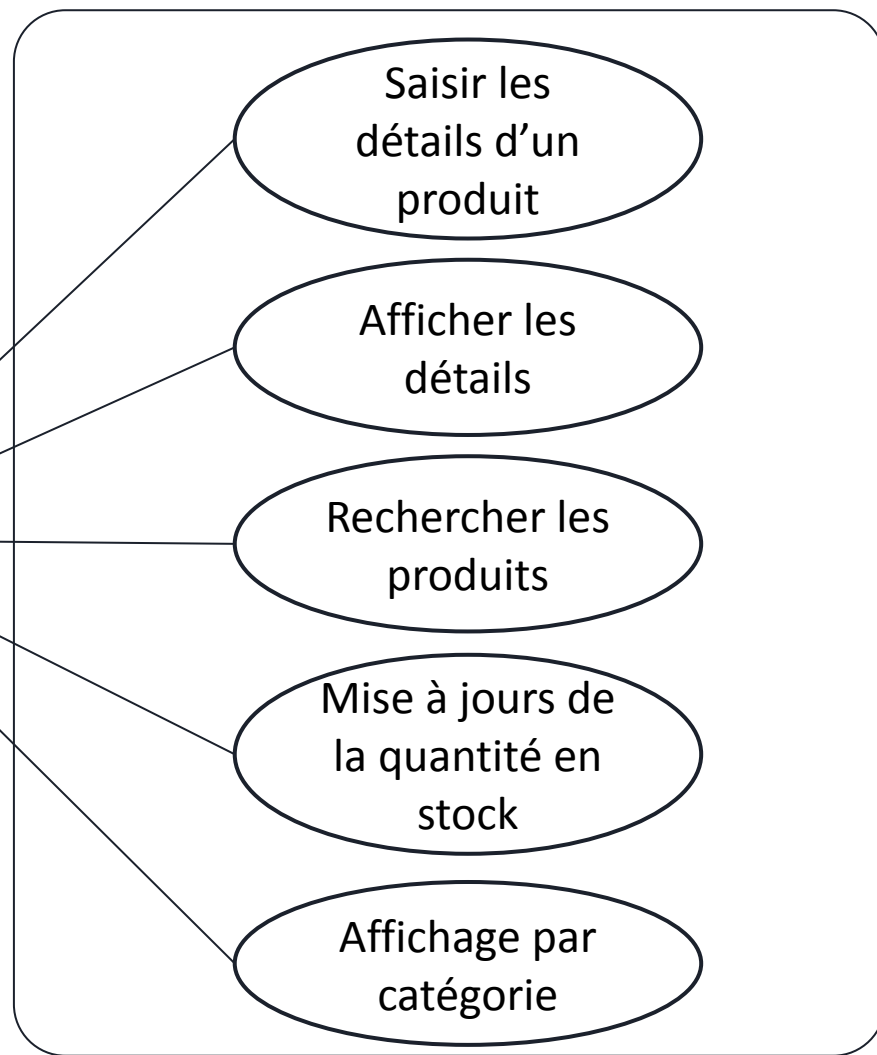 Saisir les
détails d’un
produit
Afficher les
détails
Rechercher les
produits
Mise à jours de
la quantité en
stock
Affichage par
catégorie